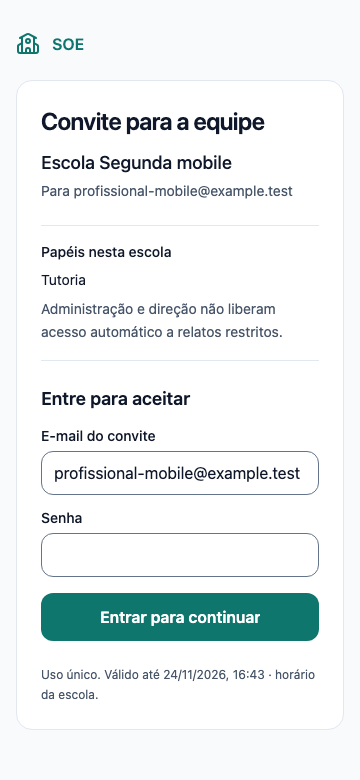 SOE
Convite para a equipe
Escola Segunda mobile
Para profissional-mobile@example.test
Papéis nesta escola
Tutoria
Administração e direção não liberam
acesso automático a relatos restritos.
Entre para aceitar
E-mail do convite
profissional-mobile@example.test
Senha
Entrar para continuar
Uso único. Válido até 24/11/2026, 16:43 · horário
da escola.